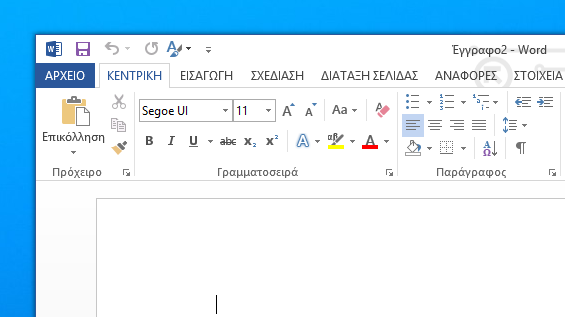 Έγγραφο2 - Word
ΑΡΧΕΙΟ ΚΕΝΤΡΙΚΗ ΕΙΣΑΓΩΓΗ ΣΧΕΔΙΑΣΗ ΔΙΑΤΑΞΗ ΣΕΛΙΔΑΣ ΑΝΑΦΟΡΕΣ ΣΤΟΙΧΕΙΑ
Segoe UI 11 Aa
Επικόλληση
B I U abc x₂ x² A αβ A
Πρόχειρο Γραμματοσειρά Παράγραφος